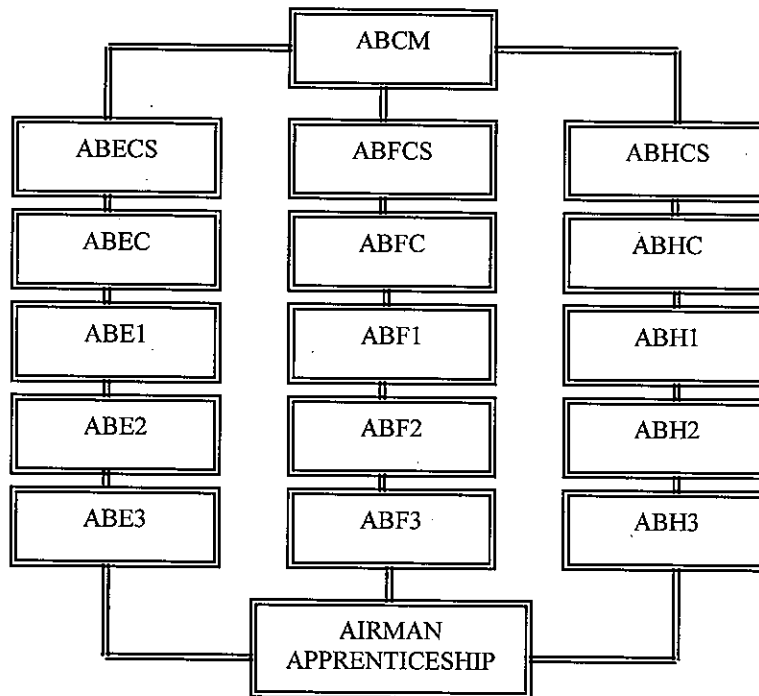 ABCM
ABECS
ABFCS
ABHCS
ABEC
ABFC
ABHC
ABE1
ABF1
ABH1
ABE2
ABF2
ABH2
ABE3
ABF3
ABH3
AIRMAN
APPRENTICESHIP